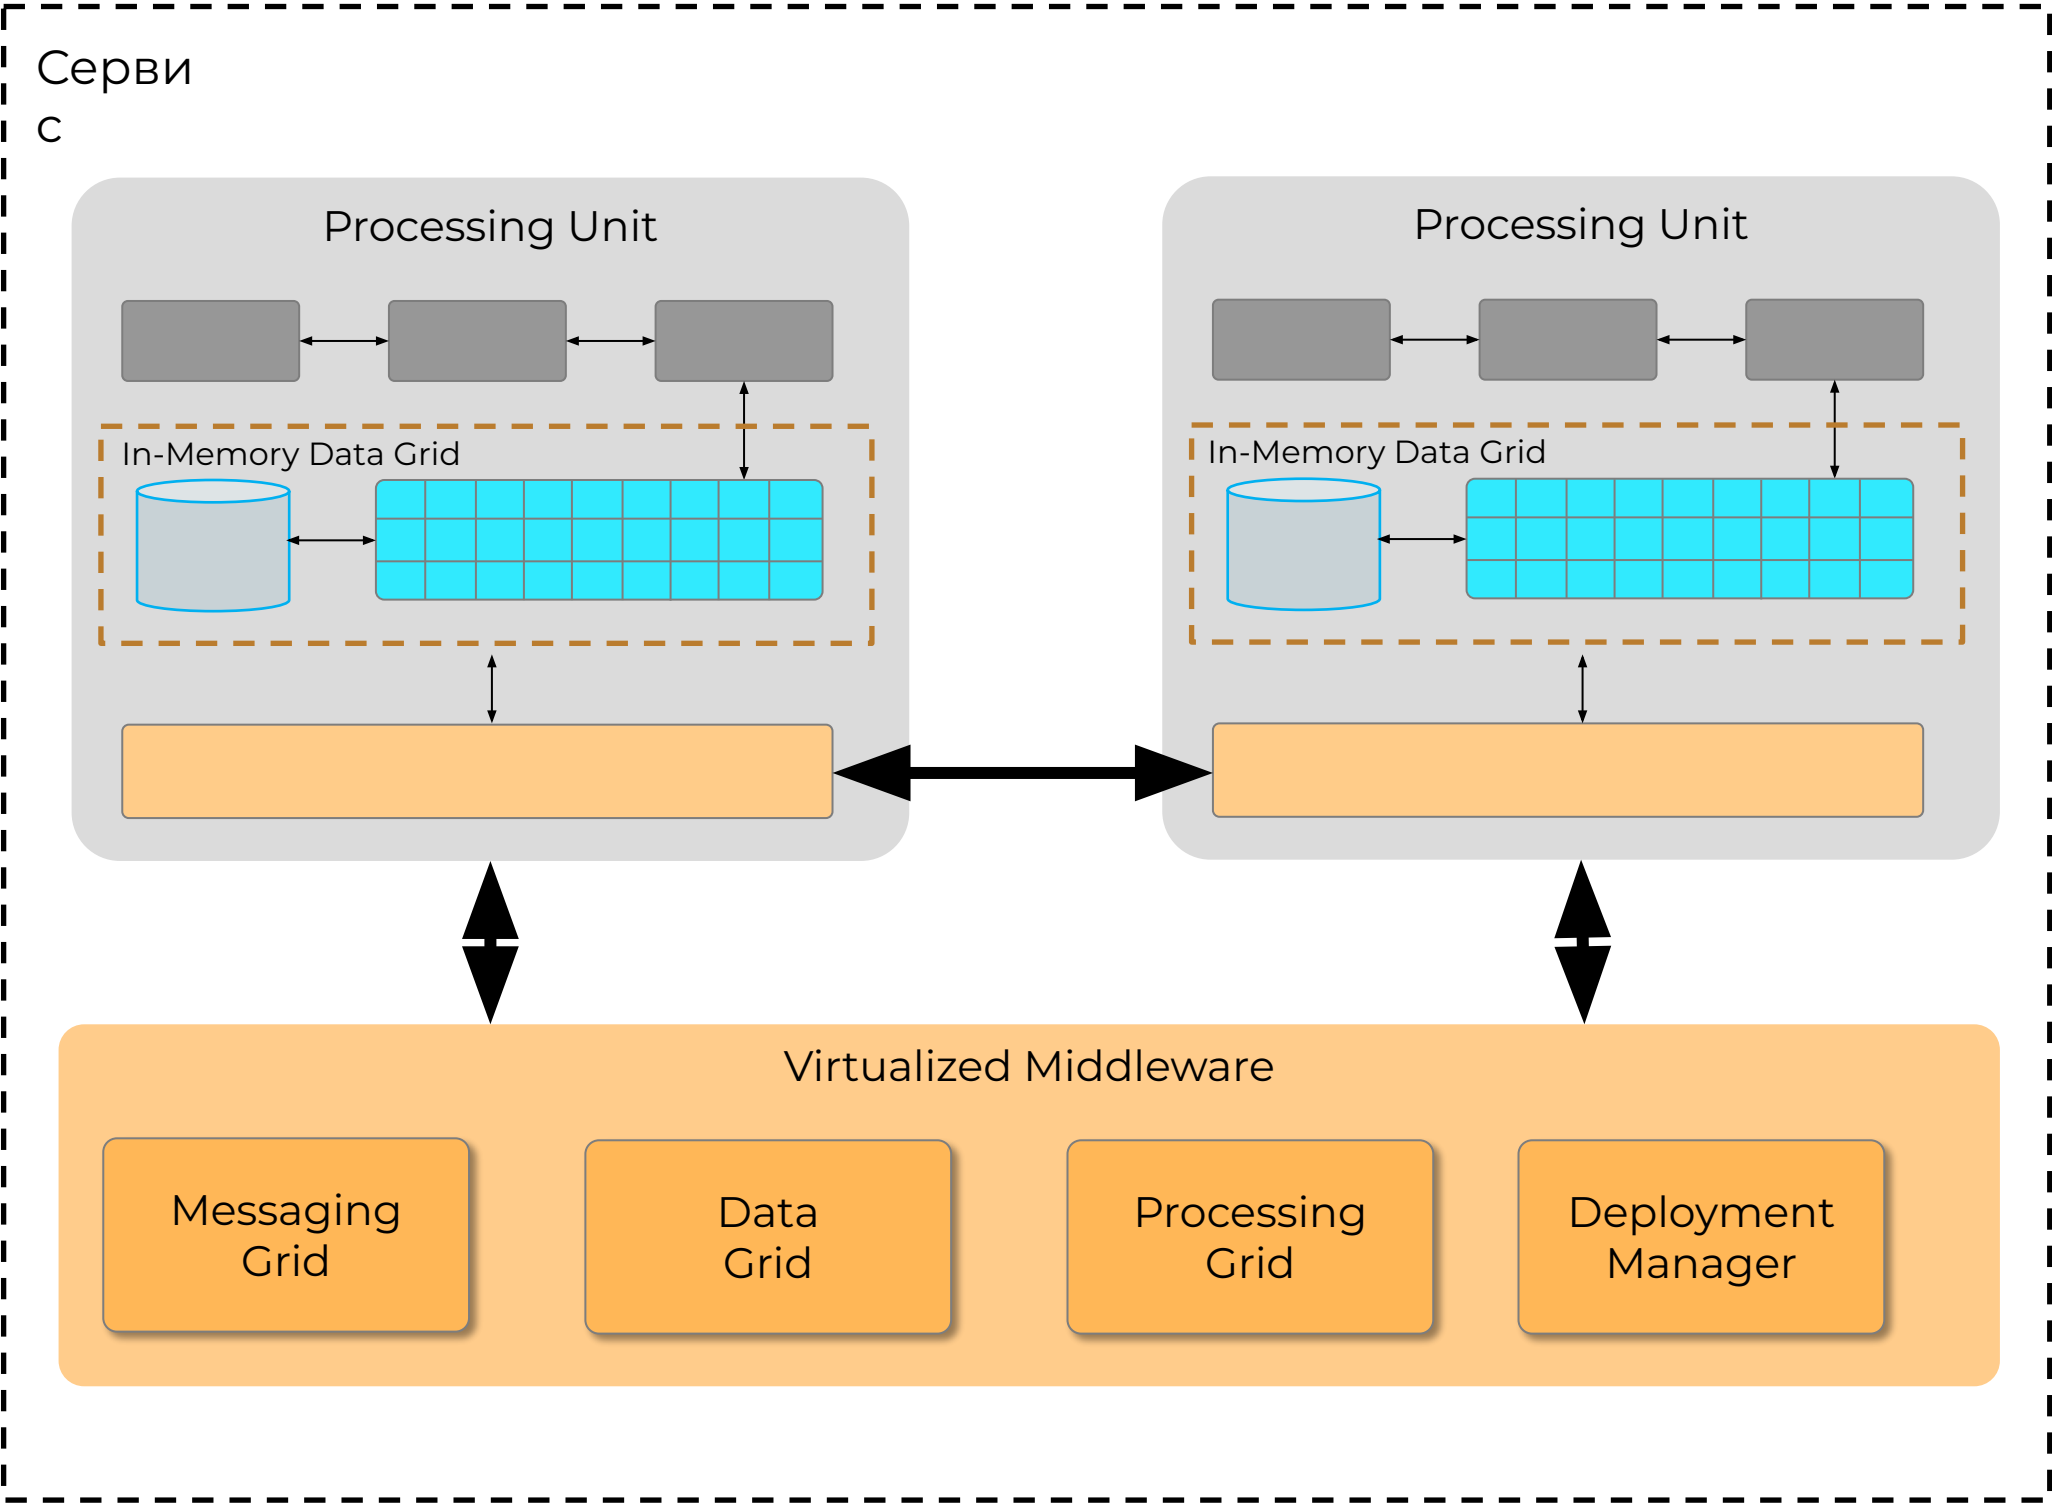 Серви
с
Processing Unit
Processing Unit
In-Memory Data Grid
In-Memory Data Grid
Virtualized Middleware
Messaging
Grid
Data
Grid
Processing
Grid
Deployment
Manager